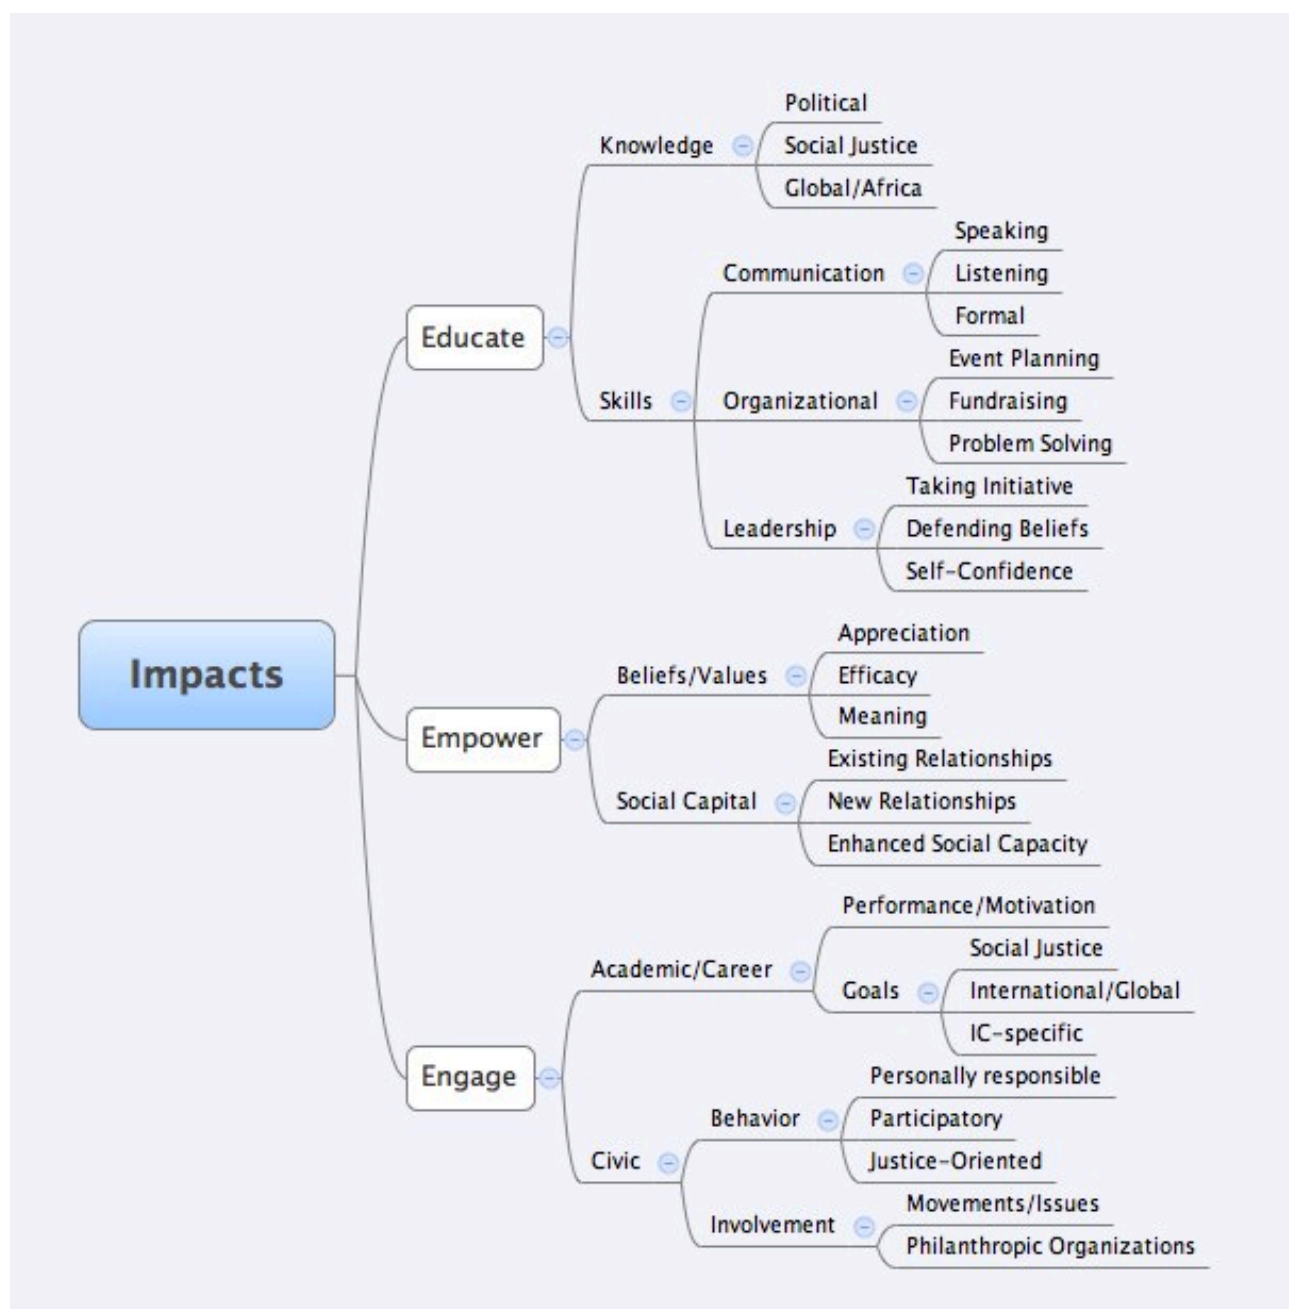 Impacts
Educate
Knowledge
Political
Social Justice
Global/Africa
Skills
Communication
Speaking
Listening
Formal
Organizational
Event Planning
Fundraising
Problem Solving
Leadership
Taking Initiative
Defending Beliefs
Self-Confidence
Empower
Beliefs/Values
Appreciation
Efficacy
Meaning
Social Capital
Existing Relationships
New Relationships
Enhanced Social Capacity
Engage
Academic/Career
Performance/Motivation
Goals
Social Justice
International/Global
IC-specific
Civic
Behavior
Personally responsible
Participatory
Justice-Oriented
Involvement
Movements/Issues
Philanthropic Organizations